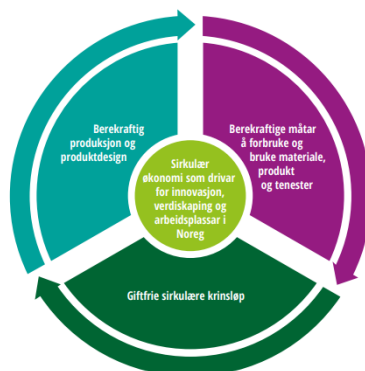 Berekraftig
produksjon og
produktdesign
Berekraftige måtar
å forbruke og
bruke materiale,
produkt
og tenester
Sirkulær
økonomi som drivar
for innovasjon,
verdiskaping og
arbeidsplassar i
Noreg
Giftfrie sirkulære krinsløp